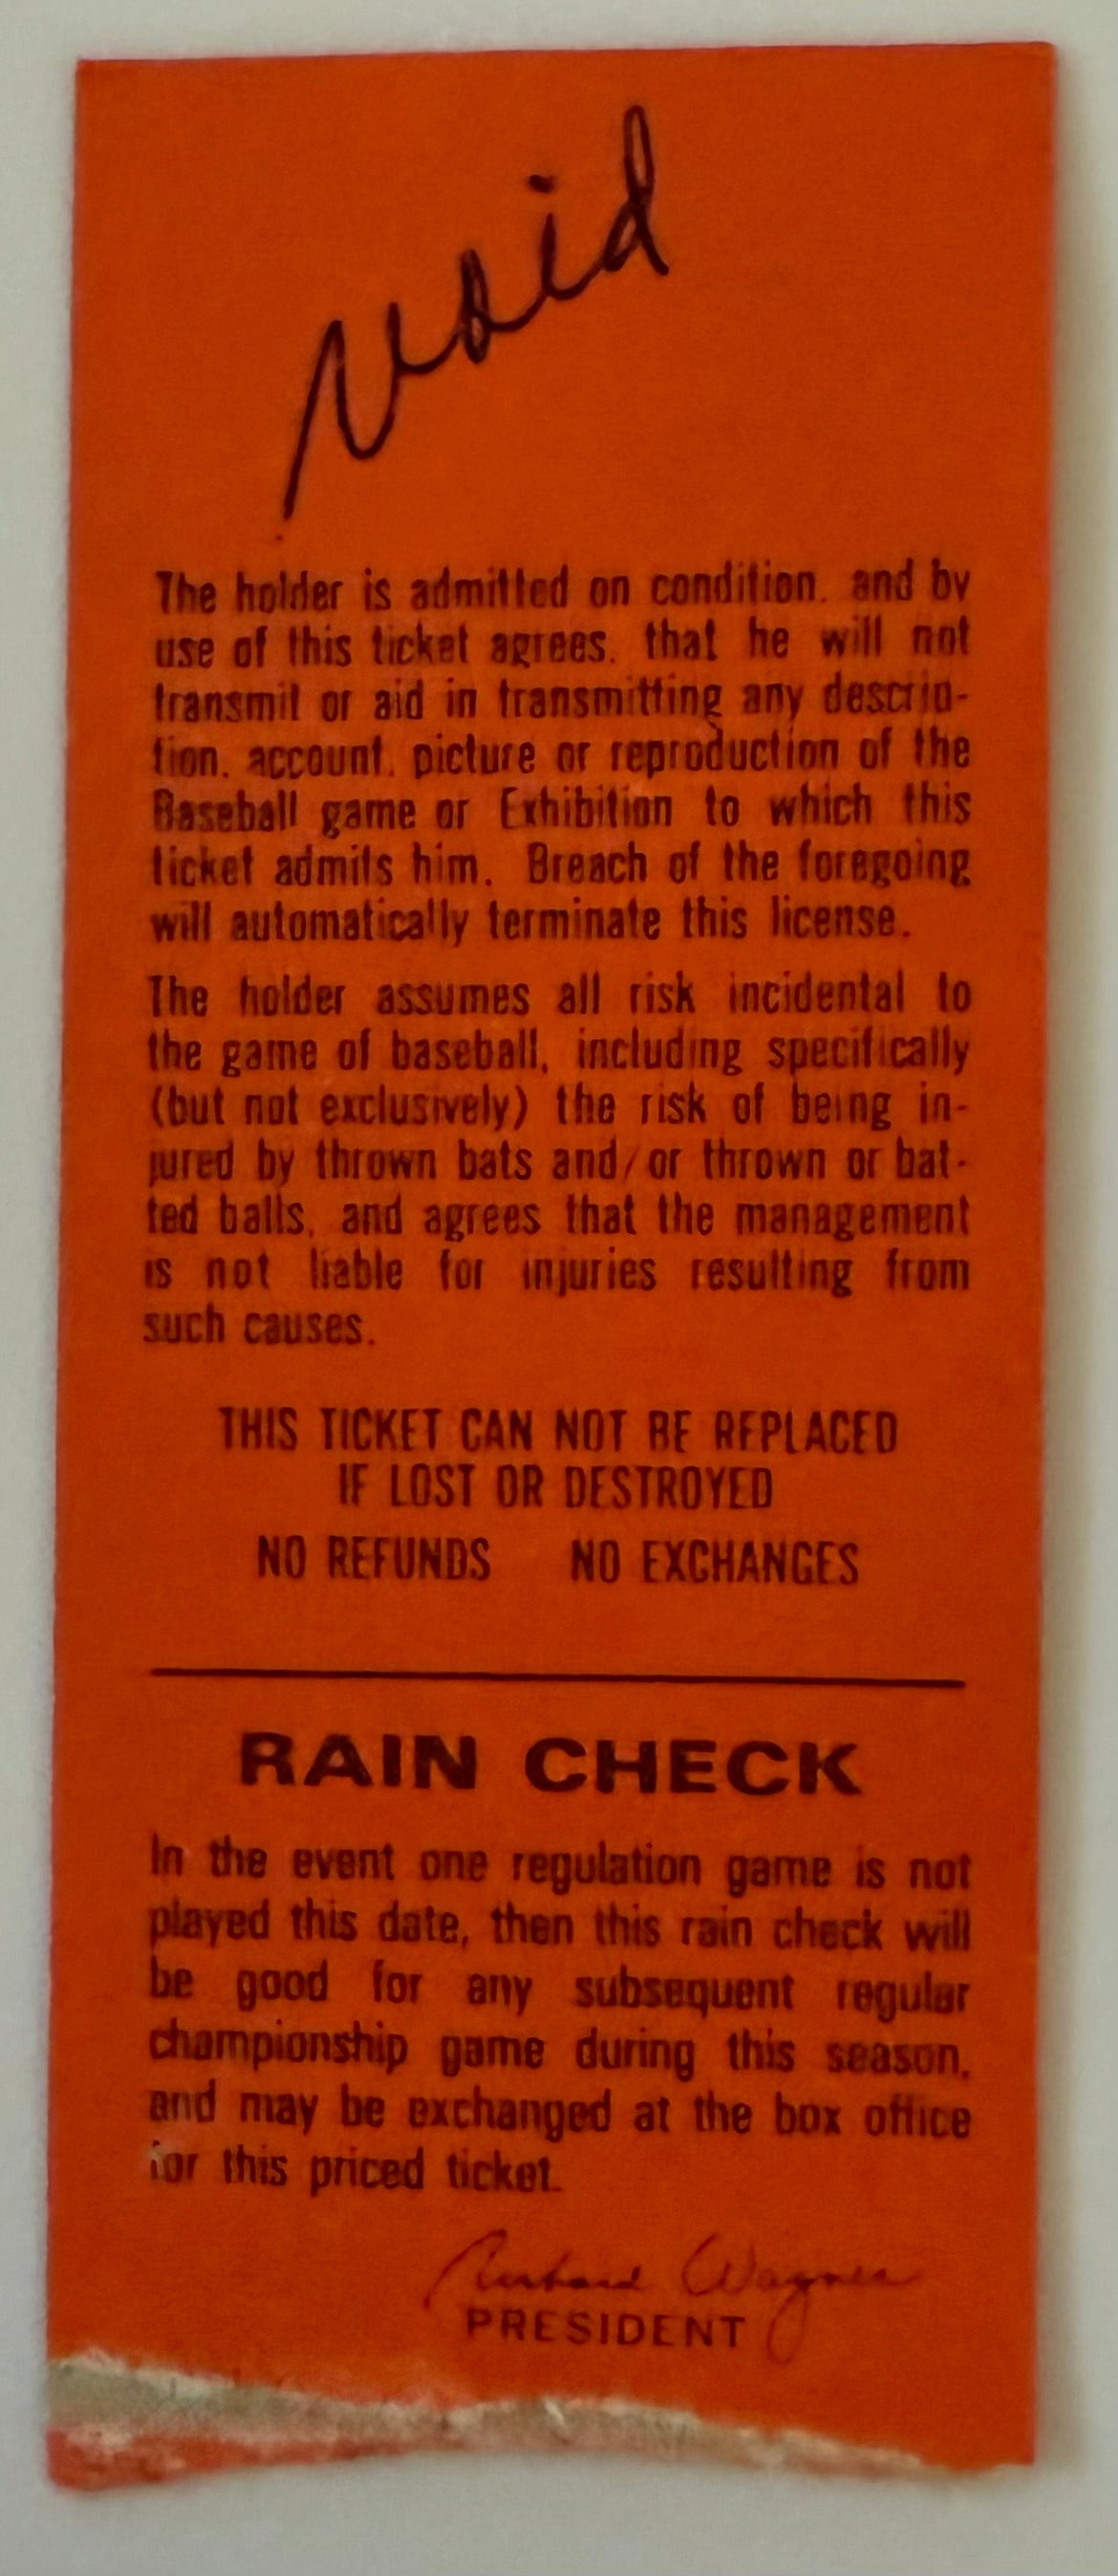 Void
The holder is admitted on condition, and by
use of this ticket agrees, that he will not
transmit or aid in transmitting any descrip-
tion, account, picture or reproduction of the
Baseball game or Exhibition to which this
ticket admits him. Breach of the foregoing
will automatically terminate this license.
The holder assumes all risk incidental to
the game of baseball, including specifically
(but not exclusively) the risk of being in-
jured by thrown bats and/or thrown or bat-
ted balls, and agrees that the management
is not liable for injuries resulting from
such causes.
THIS TICKET CAN NOT BE REPLACED
IF LOST OR DESTROYED
NO REFUNDS NO EXCHANGES
RAIN CHECK
In the event one regulation game is not
played this date, then this rain check will
be good for any subsequent regular
championship game during this season,
and may be exchanged at the box office
for this priced ticket.
Richard Wagner
PRESIDENT